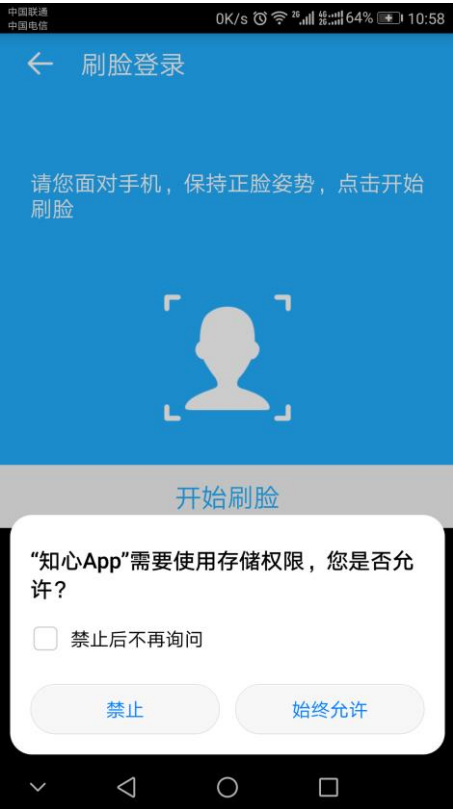 中国联通
中国电信
0K/s 2G 4G 2G 64% 10:58
刷脸登录
请您面对手机，保持正脸姿势，点击开始
刷脸
开始刷脸
“知心App”需要使用存储权限，您是否允
许？
禁止后不再询问
禁止
始终允许